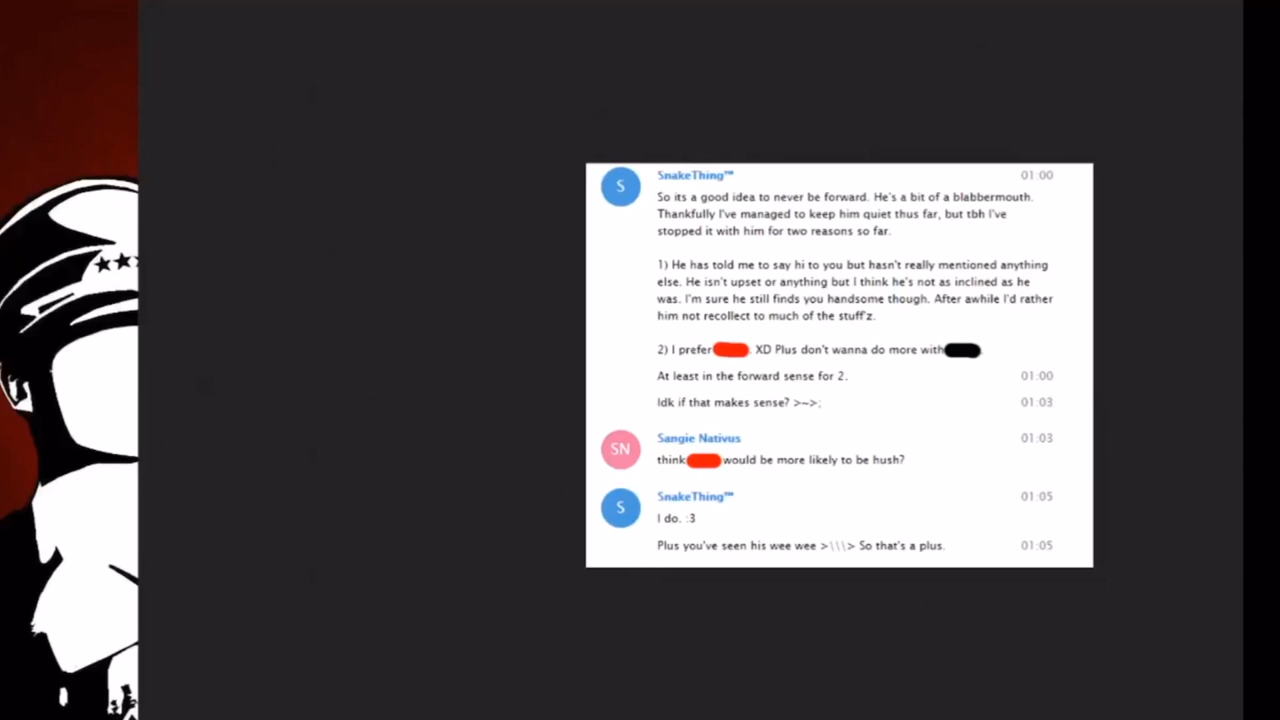 SnakeThing™ 01:00
S
So its a good idea to never be forward. He's a bit of a blabbermouth.
Thankfully I've managed to keep him quiet thus far, but tbh I've
stopped it with him for two reasons so far.
1) He has told me to say hi to you but hasn't really mentioned anything
else. He isn't upset or anything but I think he's not as inclined as he
was. I'm sure he still finds you handsome though. After awhile I'd rather
him not recollect to much of the stuff'z.
2) I prefer . XD Plus don't wanna do more with
At least in the forward sense for 2. 01:00
Idk if that makes sense? >~>; 01:03
Sangie Nativus 01:03
SN
think would be more likely to be hush?
SnakeThing™ 01:05
S
I do. :3
Plus you've seen his wee wee >\\\> So that's a plus. 01:05